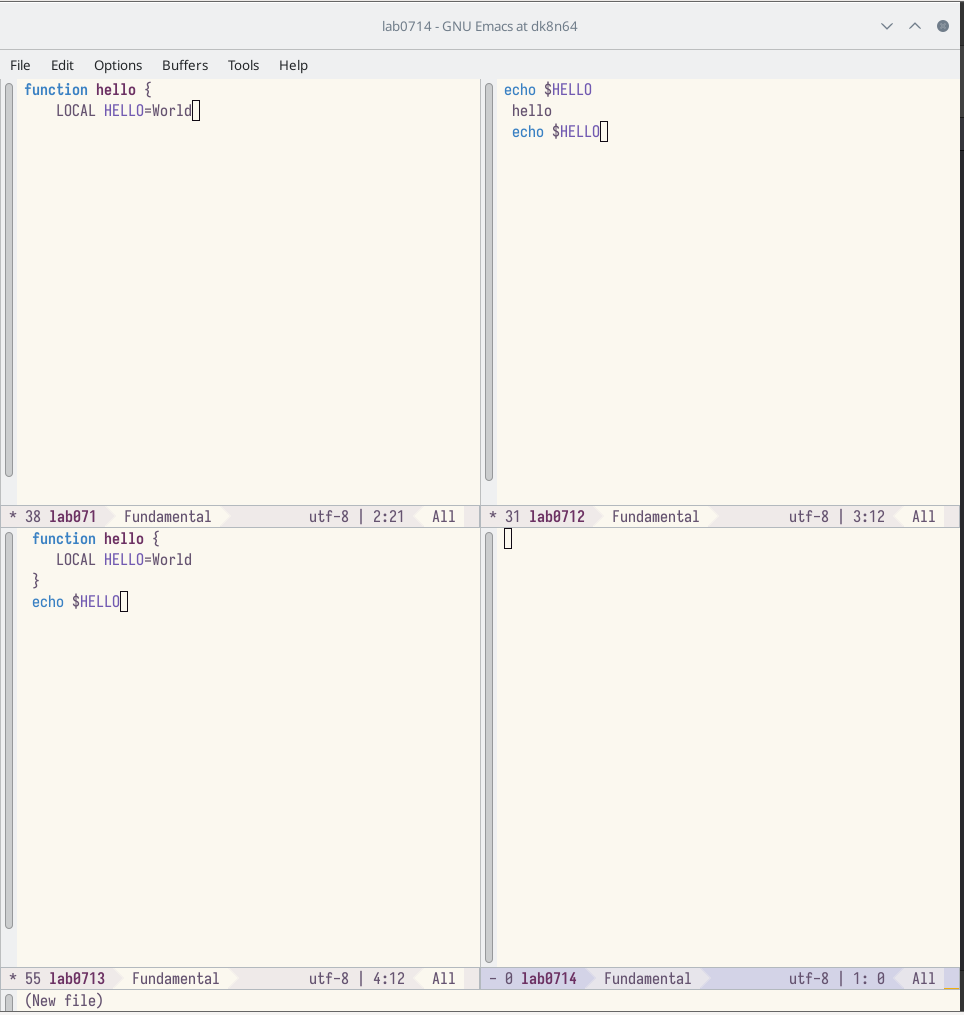 lab0714 - GNU Emacs at dk8n64
File Edit Options Buffers Tools Help
function hello {
    LOCAL HELLO=World
* 38 lab071 Fundamental utf-8 | 2:21 All
echo $HELLO
 hello
 echo $HELLO
* 31 lab0712 Fundamental utf-8 | 3:12 All
 function hello {
    LOCAL HELLO=World
 }
 echo $HELLO
* 55 lab0713 Fundamental utf-8 | 4:12 All
- 0 lab0714 Fundamental utf-8 | 1: 0 All
(New file)